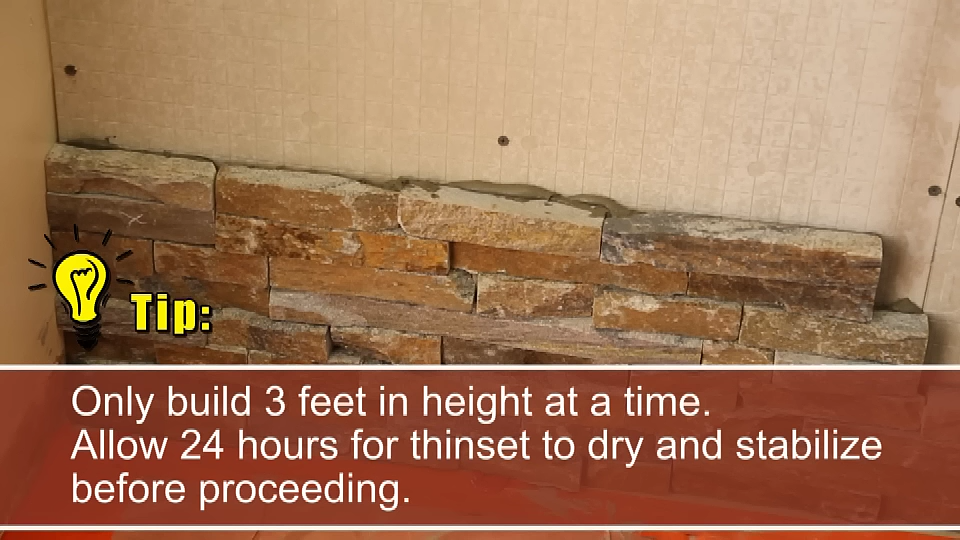 Tip:
Only build 3 feet in height at a time.
Allow 24 hours for thinset to dry and stabilize
before proceeding.